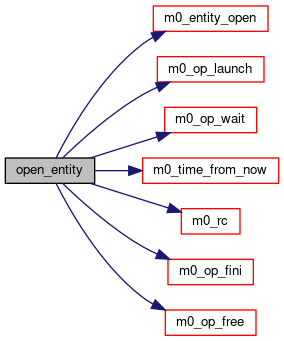 m0_entity_open
m0_op_launch
m0_op_wait
open_entity
m0_time_from_now
m0_rc
m0_op_fini
m0_op_free